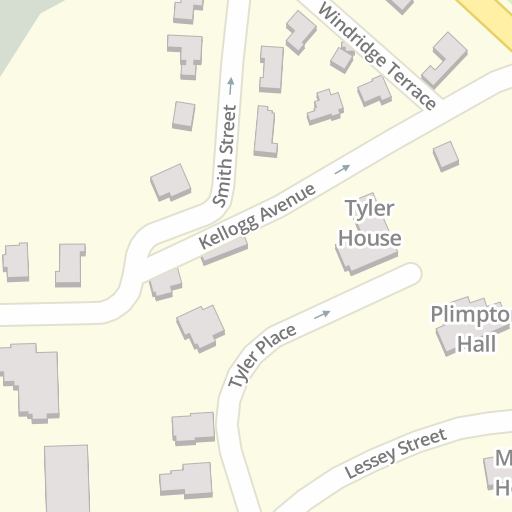 Windridge Terrace
Smith Street
Kellogg Avenue
Tyler
House
Plimpton
Hall
Tyler Place
Lessey Street